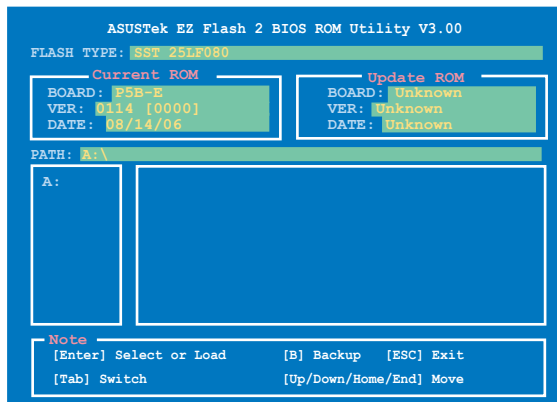 ASUSTek EZ Flash 2 BIOS ROM Utility V3.00
FLASH TYPE: SST 25LF080
Current ROM
BOARD: P5B-E
VER: 0114 [0000]
DATE: 08/14/06
Update ROM
BOARD: Unknown
VER: Unknown
DATE: Unknown
PATH: A:\
A:
Note
[Enter] Select or Load [B] Backup [ESC] Exit
[Tab] Switch [Up/Down/Home/End] Move